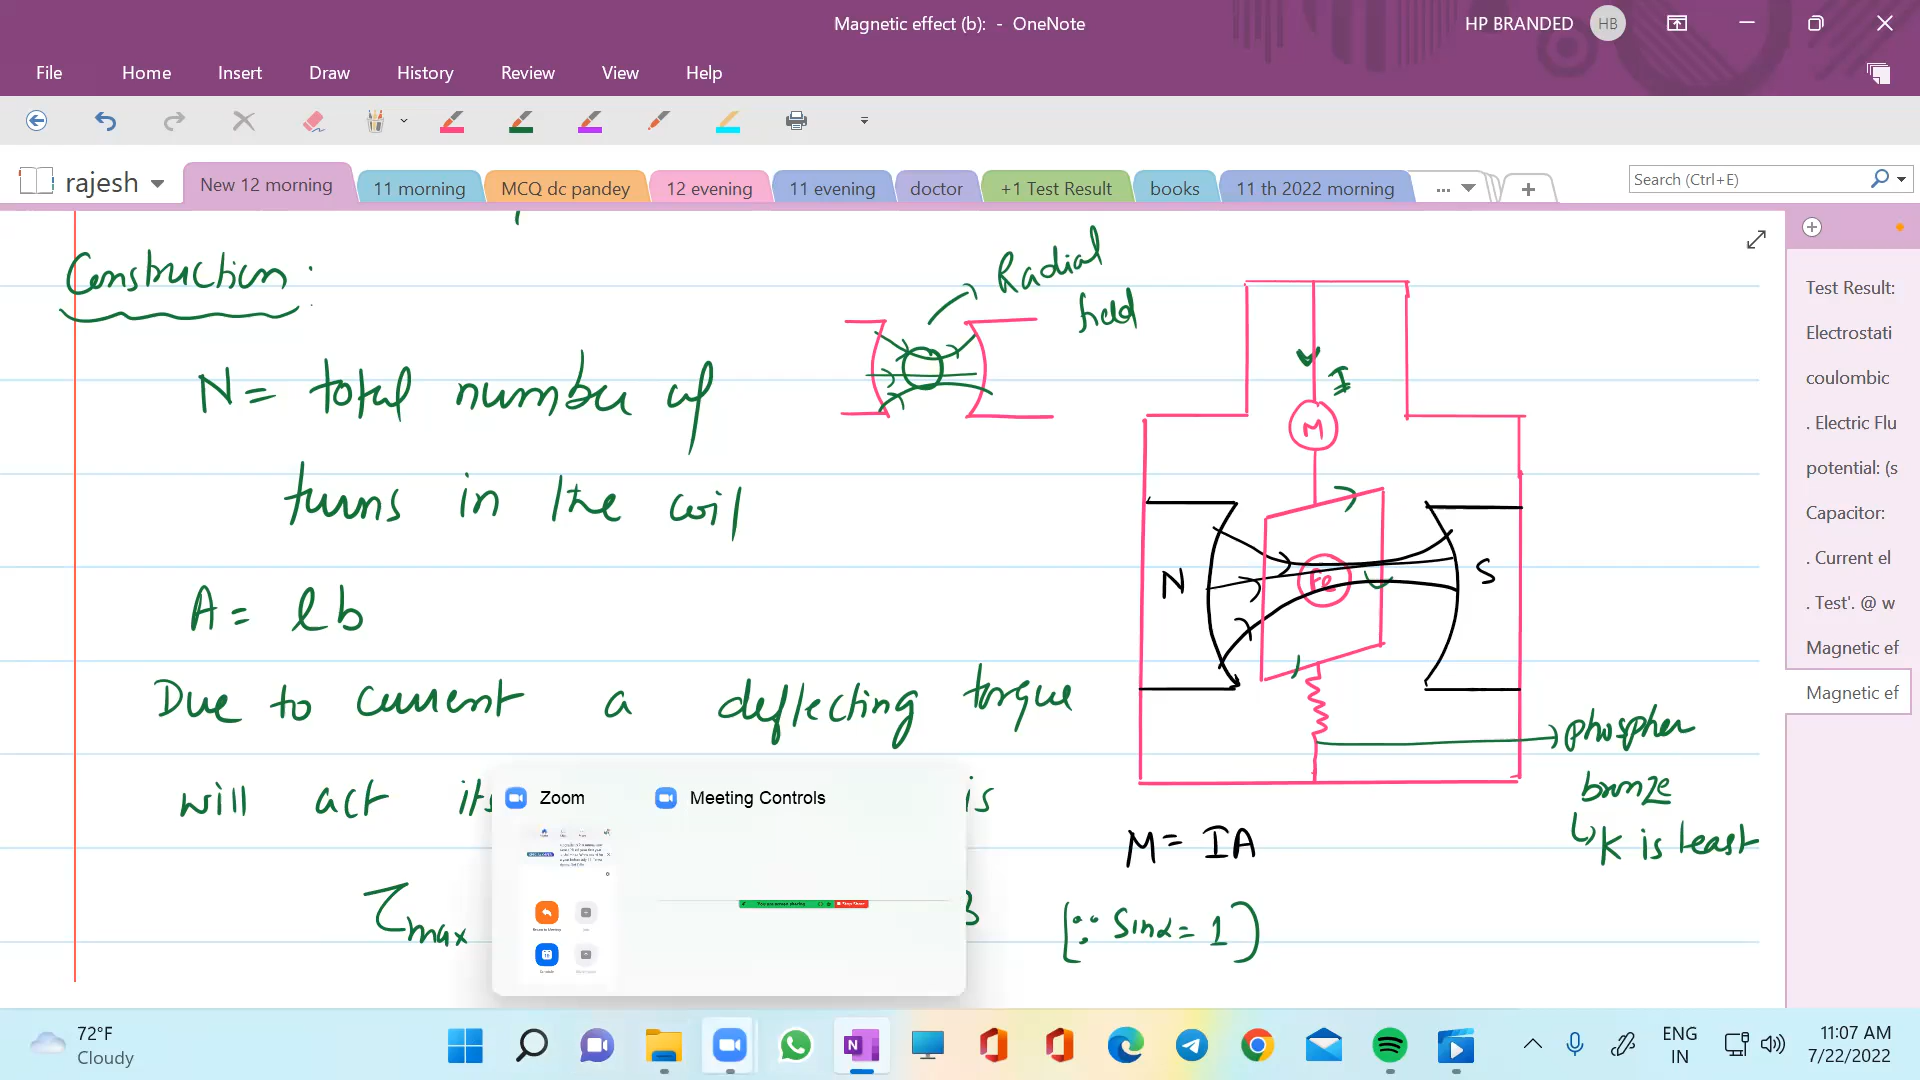 Magnetic effect (b): - OneNote
HP BRANDED HB
File Home Insert Draw History Review View Help
rajesh New 12 morning 11 morning MCQ dc pandey 12 evening 11 evening doctor +1 Test Result books 11 th 2022 morning ... Search (Ctrl+E)
Construction:
Radial
field
N = total number of
turns in the coil
A = lb
Due to current a deflecting torque
will act its is
τmax B
I
M
N Fe S
phospher
bronze
K is least
M = IA
[∵ Sinα = 1]
Test Result:
Electrostati
coulombic
. Electric Flu
potential: (s
Capacitor:
. Current el
. Test'. @ w
Magnetic ef
Magnetic ef
Zoom Meeting Controls
72°F
Cloudy
ENG
IN
11:07 AM
7/22/2022